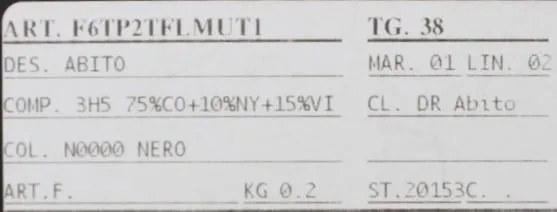 ART. F6TP2TFLMUT1 TG. 38
DES. ABITO MAR. 01 LIN. 02
COMP. 3H5 75%CO+10%NY+15%VI CL. DR Abito
COL. N0000 NERO
ART.F. KG 0.2 ST.20153C. .